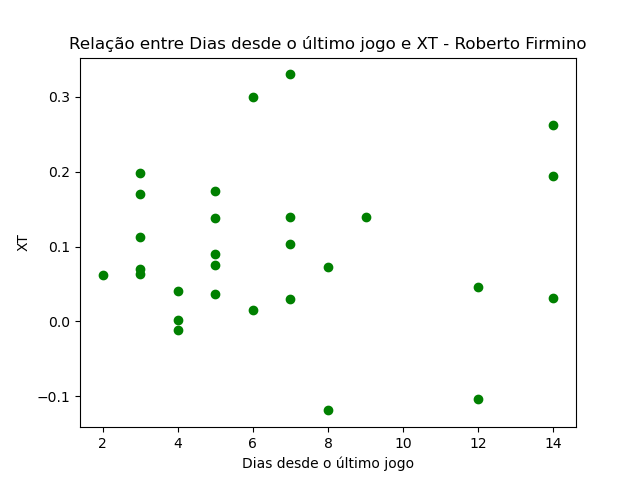 Relação entre Dias desde o último jogo e XT - Roberto Firmino
0.3
0.2
0.1
0.0
−0.1
XT
2 4 6 8 10 12 14
Dias desde o último jogo